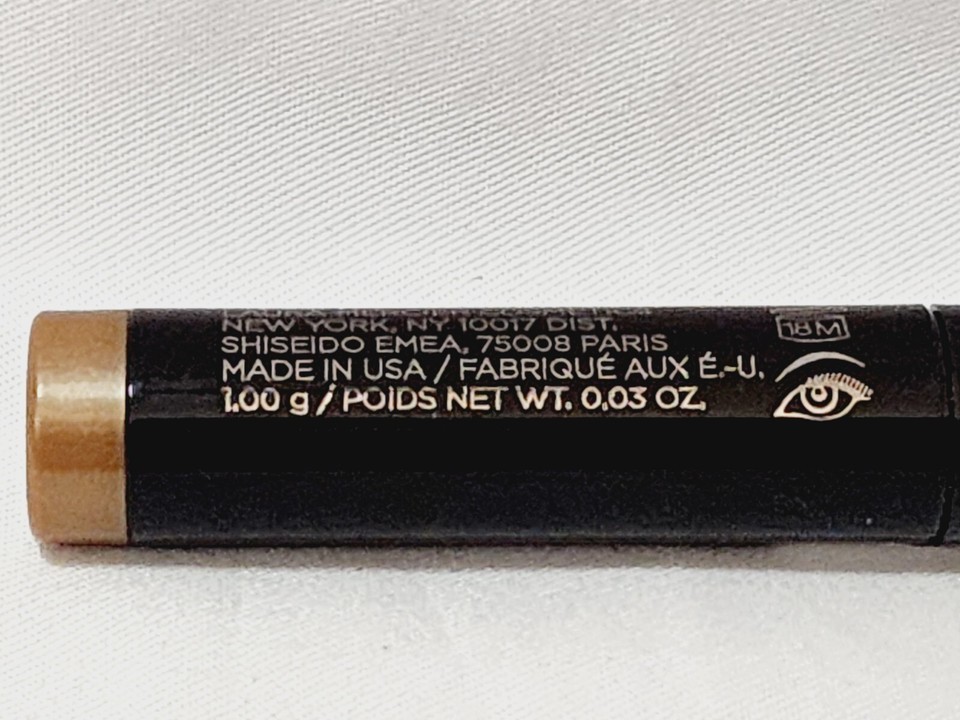 NEW YORK, NY 10017 DIST.
SHISEIDO EMEA, 75008 PARIS
MADE IN USA / FABRIQUÉ AUX É.-U.
1.00 g / POIDS NET WT. 0.03 OZ.
18M